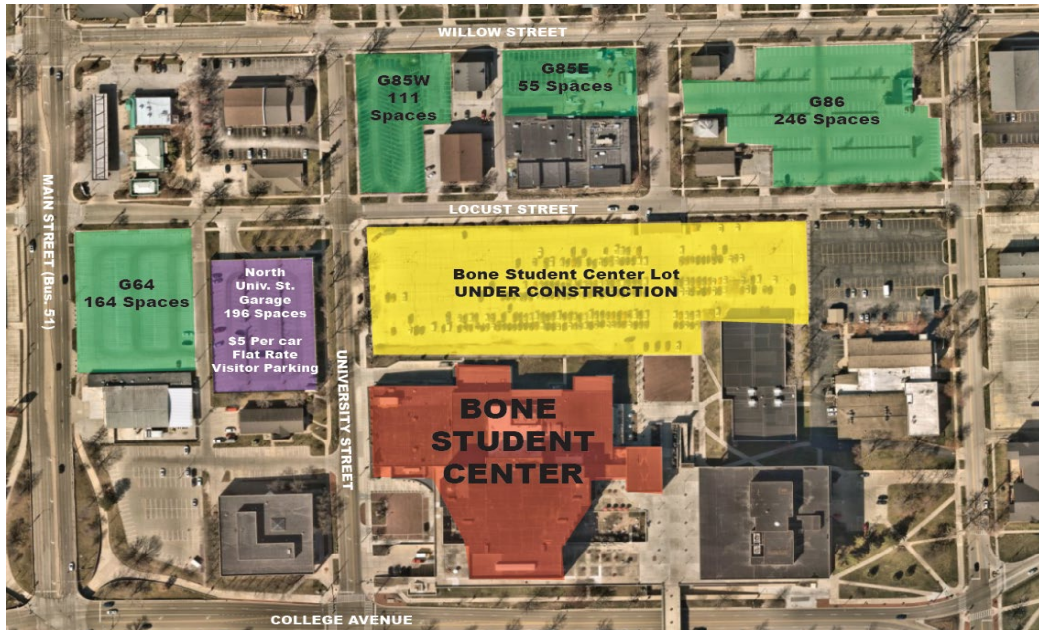 WILLOW STREET
G85W
111
Spaces
G85E
55 Spaces
G86
246 Spaces
MAIN STREET (Bus. 51)
LOCUST STREET
G64
164 Spaces
North
Univ. St.
Garage
196 Spaces
$5 Per car
Flat Rate
Visitor Parking
Bone Student Center Lot
UNDER CONSTRUCTION
UNIVERSITY STREET
BONE
STUDENT
CENTER
COLLEGE AVENUE